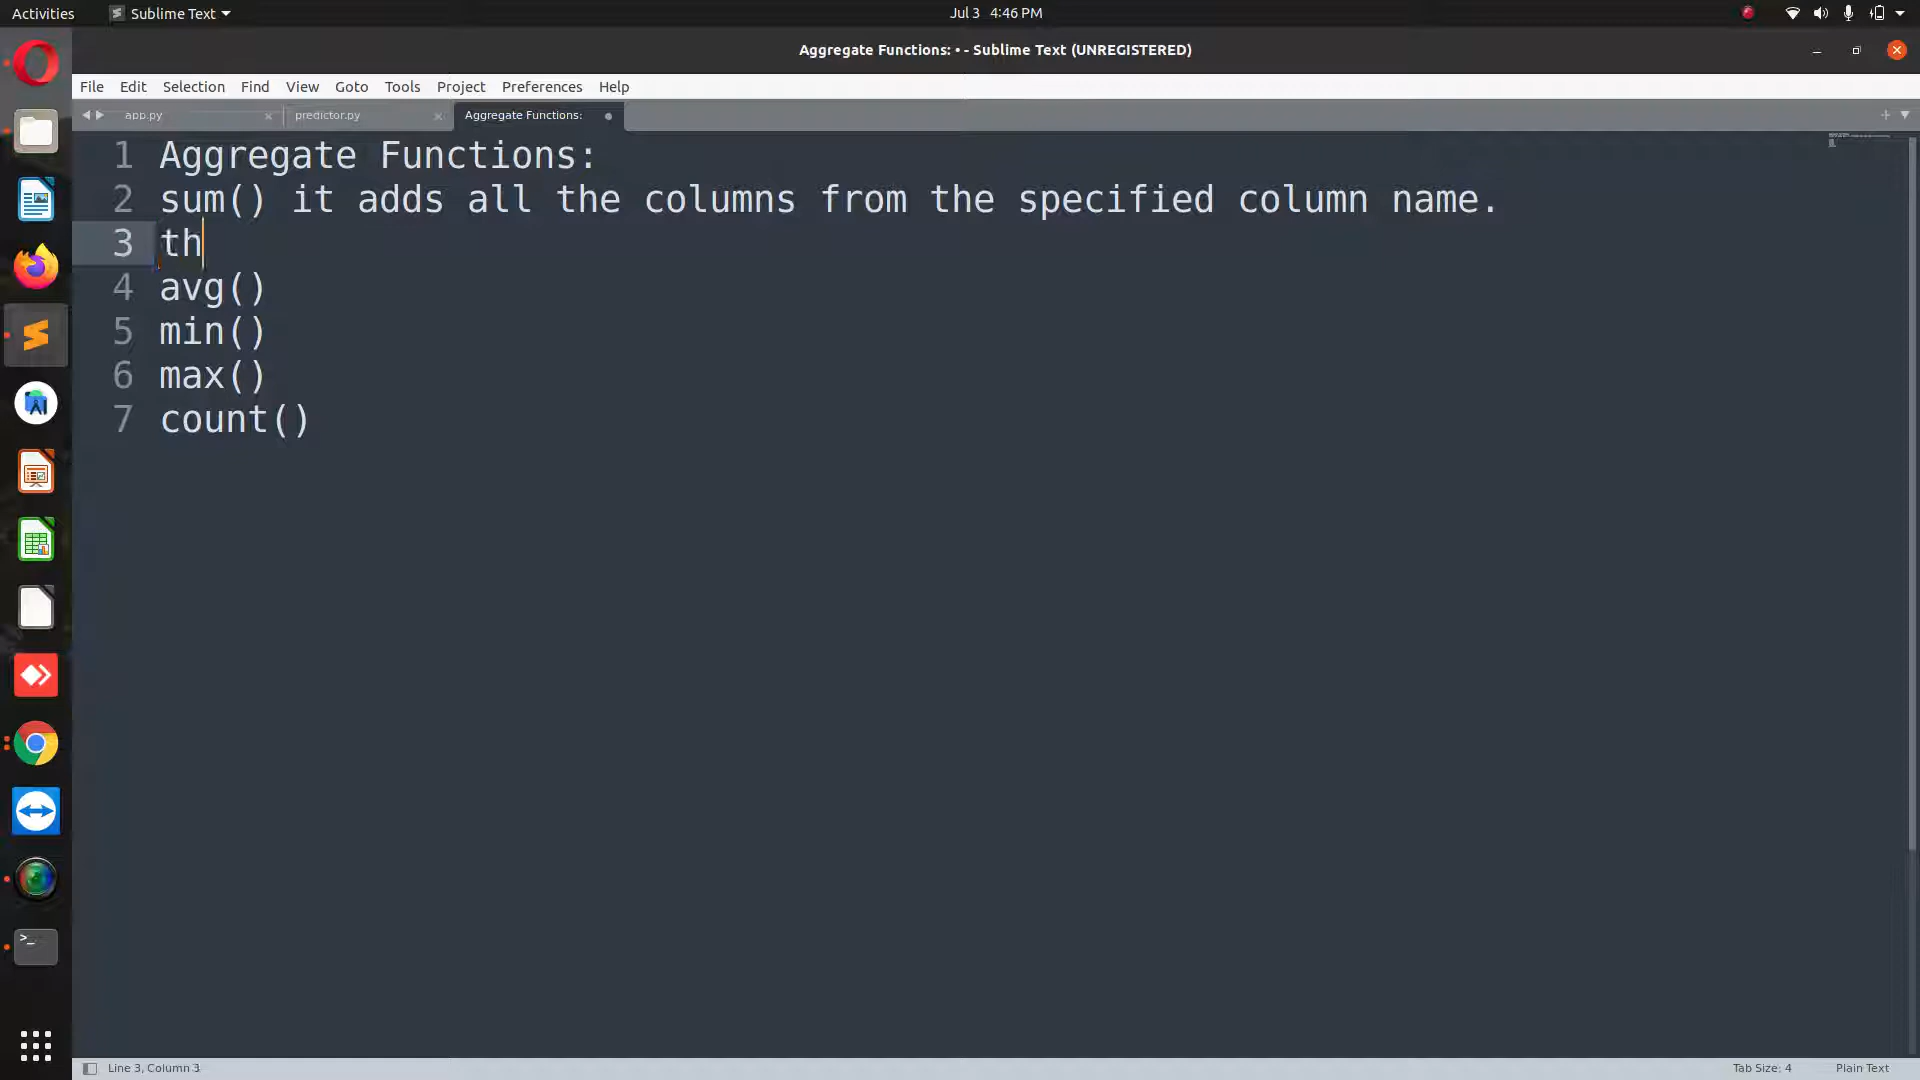 Activities
Sublime Text
Jul 3 4:46 PM
Aggregate Functions: • - Sublime Text (UNREGISTERED)
File Edit Selection Find View Goto Tools Project Preferences Help
app.py
predictor.py
Aggregate Functions:
1 Aggregate Functions:
2 sum() it adds all the columns from the specified column name.
3 th
4 avg()
5 min()
6 max()
7 count()
Line 3, Column 3
Tab Size: 4
Plain Text